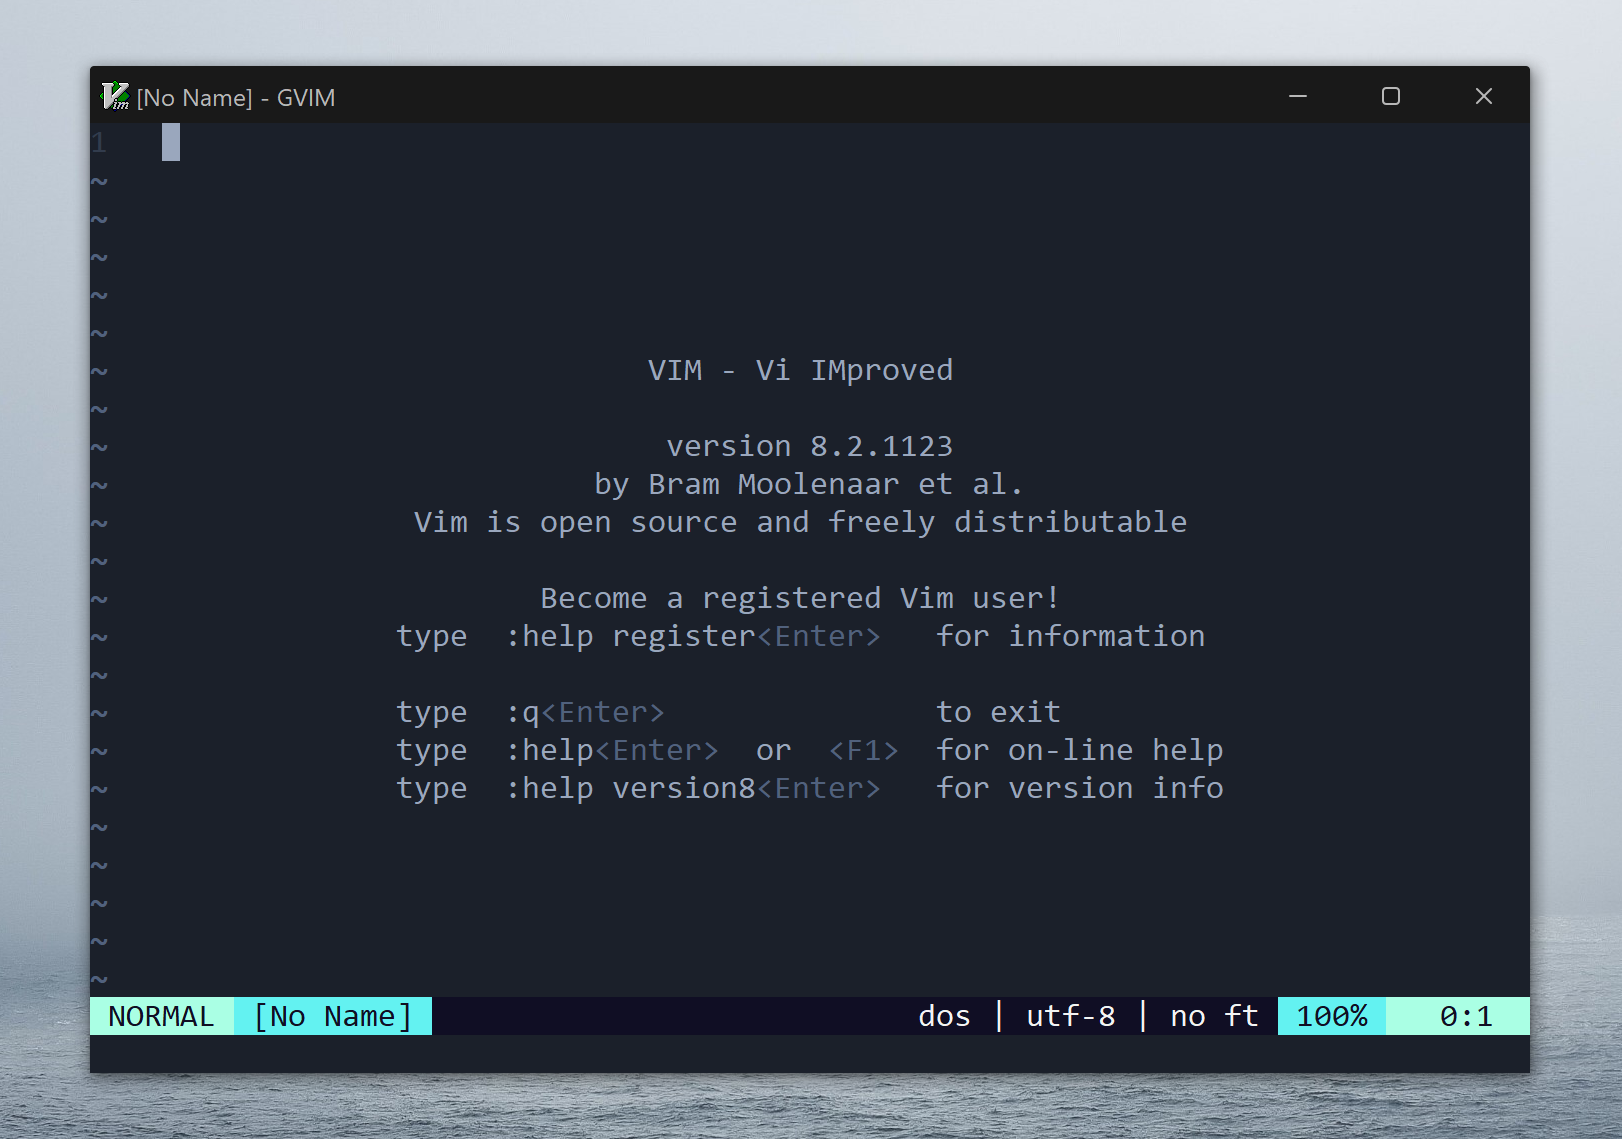 Vim [No Name] - GVIM
1
~
~
~
~
~
~
VIM - Vi IMproved
~
~
version 8.2.1123
~
by Bram Moolenaar et al.
~
Vim is open source and freely distributable
~
~
Become a registered Vim user!
~
type :help register<Enter> for information
~
~
type :q<Enter> to exit
~
type :help<Enter> or <F1> for on-line help
~
type :help version8<Enter> for version info
~
~
~
~
~
NORMAL [No Name] dos | utf-8 | no ft 100% 0:1